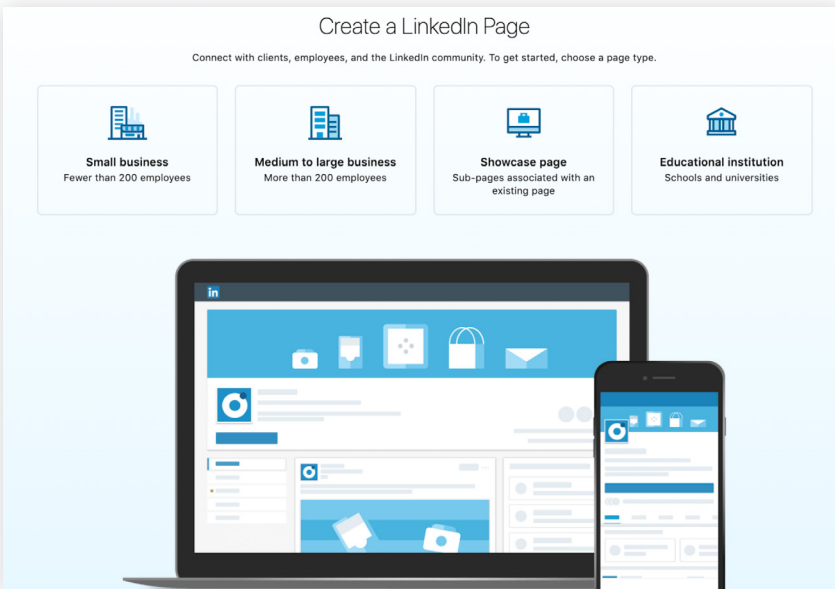 Create a LinkedIn Page
Connect with clients, employees, and the LinkedIn community. To get started, choose a page type.
Small business
Fewer than 200 employees
Medium to large business
More than 200 employees
Showcase page
Sub-pages associated with an
existing page
Educational institution
Schools and universities
in